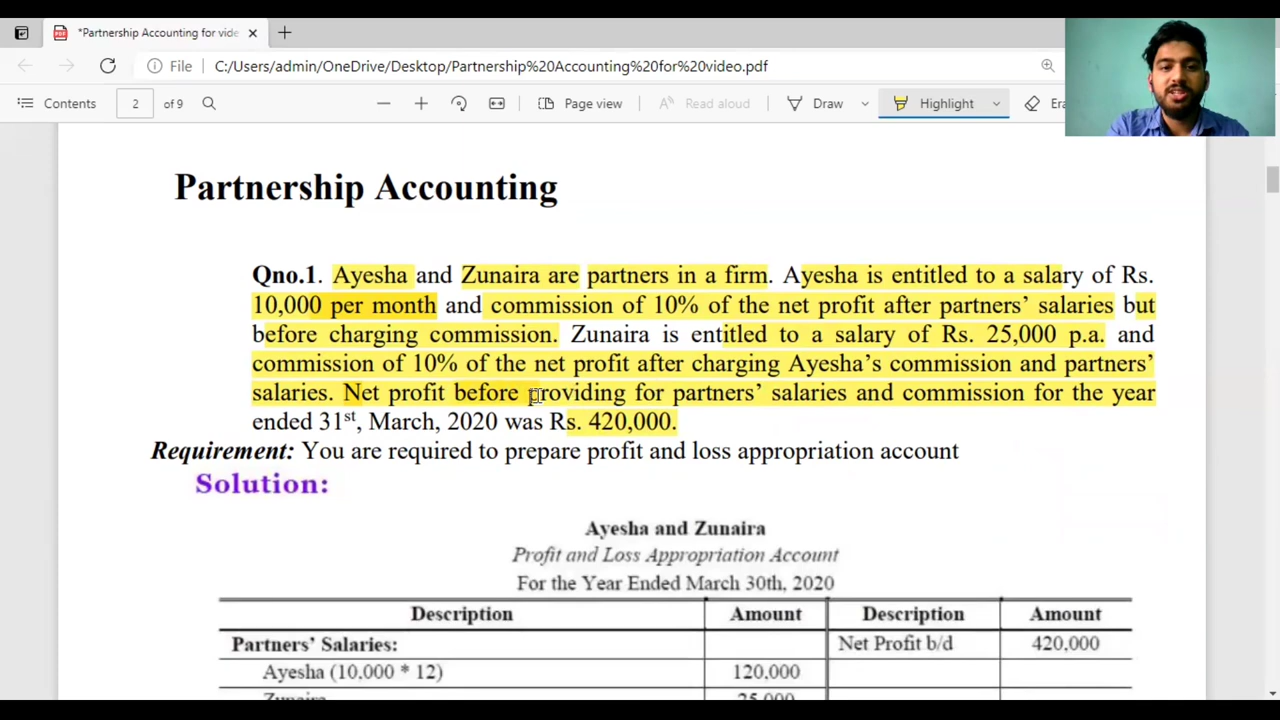 *Partnership Accounting for vide
File
C:/Users/admin/OneDrive/Desktop/Partnership%20Accounting%20for%20video.pdf
Contents
2
of 9
Page view
Read aloud
Draw
Highlight
Partnership Accounting
Qno.1. Ayesha and Zunaira are partners in a firm. Ayesha is entitled to a salary of Rs.
10,000 per month and commission of 10% of the net profit after partners’ salaries but
before charging commission. Zunaira is entitled to a salary of Rs. 25,000 p.a. and
commission of 10% of the net profit after charging Ayesha’s commission and partners’
salaries. Net profit before providing for partners’ salaries and commission for the year
ended 31st, March, 2020 was Rs. 420,000.
Requirement: You are required to prepare profit and loss appropriation account
Solution:
Ayesha and Zunaira
Profit and Loss Appropriation Account
For the Year Ended March 30th, 2020
Description Amount Description Amount
Partners’ Salaries: Net Profit b/d 420,000
Ayesha (10,000 * 12) 120,000
Zunaira 25,000